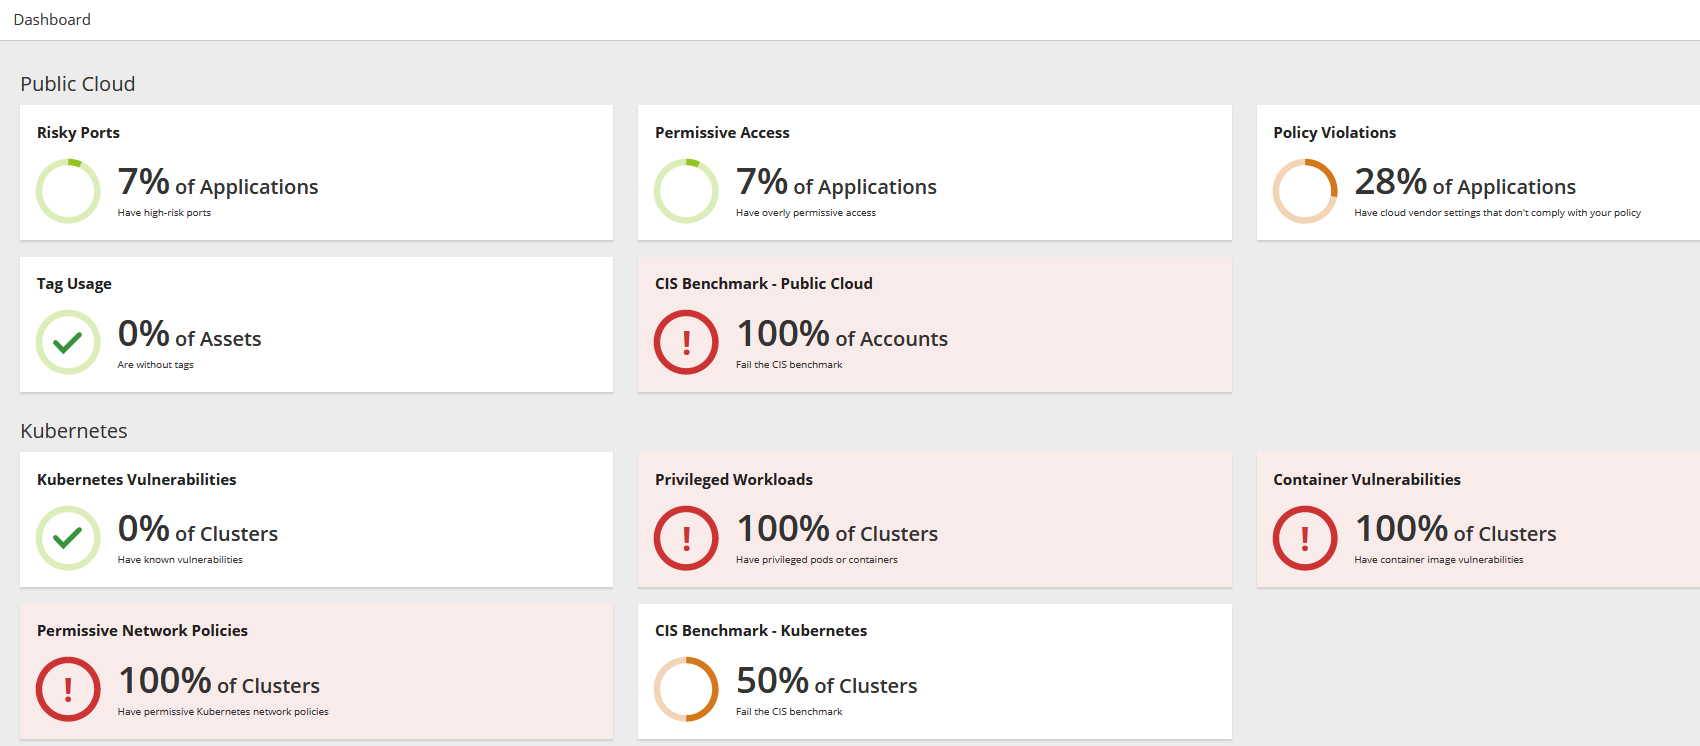 Dashboard
Public Cloud
Risky Ports
7% of Applications
Have high-risk ports
Permissive Access
7% of Applications
Have overly permissive access
Policy Violations
28% of Applications
Have cloud vendor settings that don't comply with your policy
Tag Usage
0% of Assets
Are without tags
CIS Benchmark - Public Cloud
!
100% of Accounts
Fail the CIS benchmark
Kubernetes
Kubernetes Vulnerabilities
0% of Clusters
Have known vulnerabilities
Privileged Workloads
!
100% of Clusters
Have privileged pods or containers
Container Vulnerabilities
!
100% of Clusters
Have container image vulnerabilities
Permissive Network Policies
!
100% of Clusters
Have permissive Kubernetes network policies
CIS Benchmark - Kubernetes
50% of Clusters
Fail the CIS benchmark